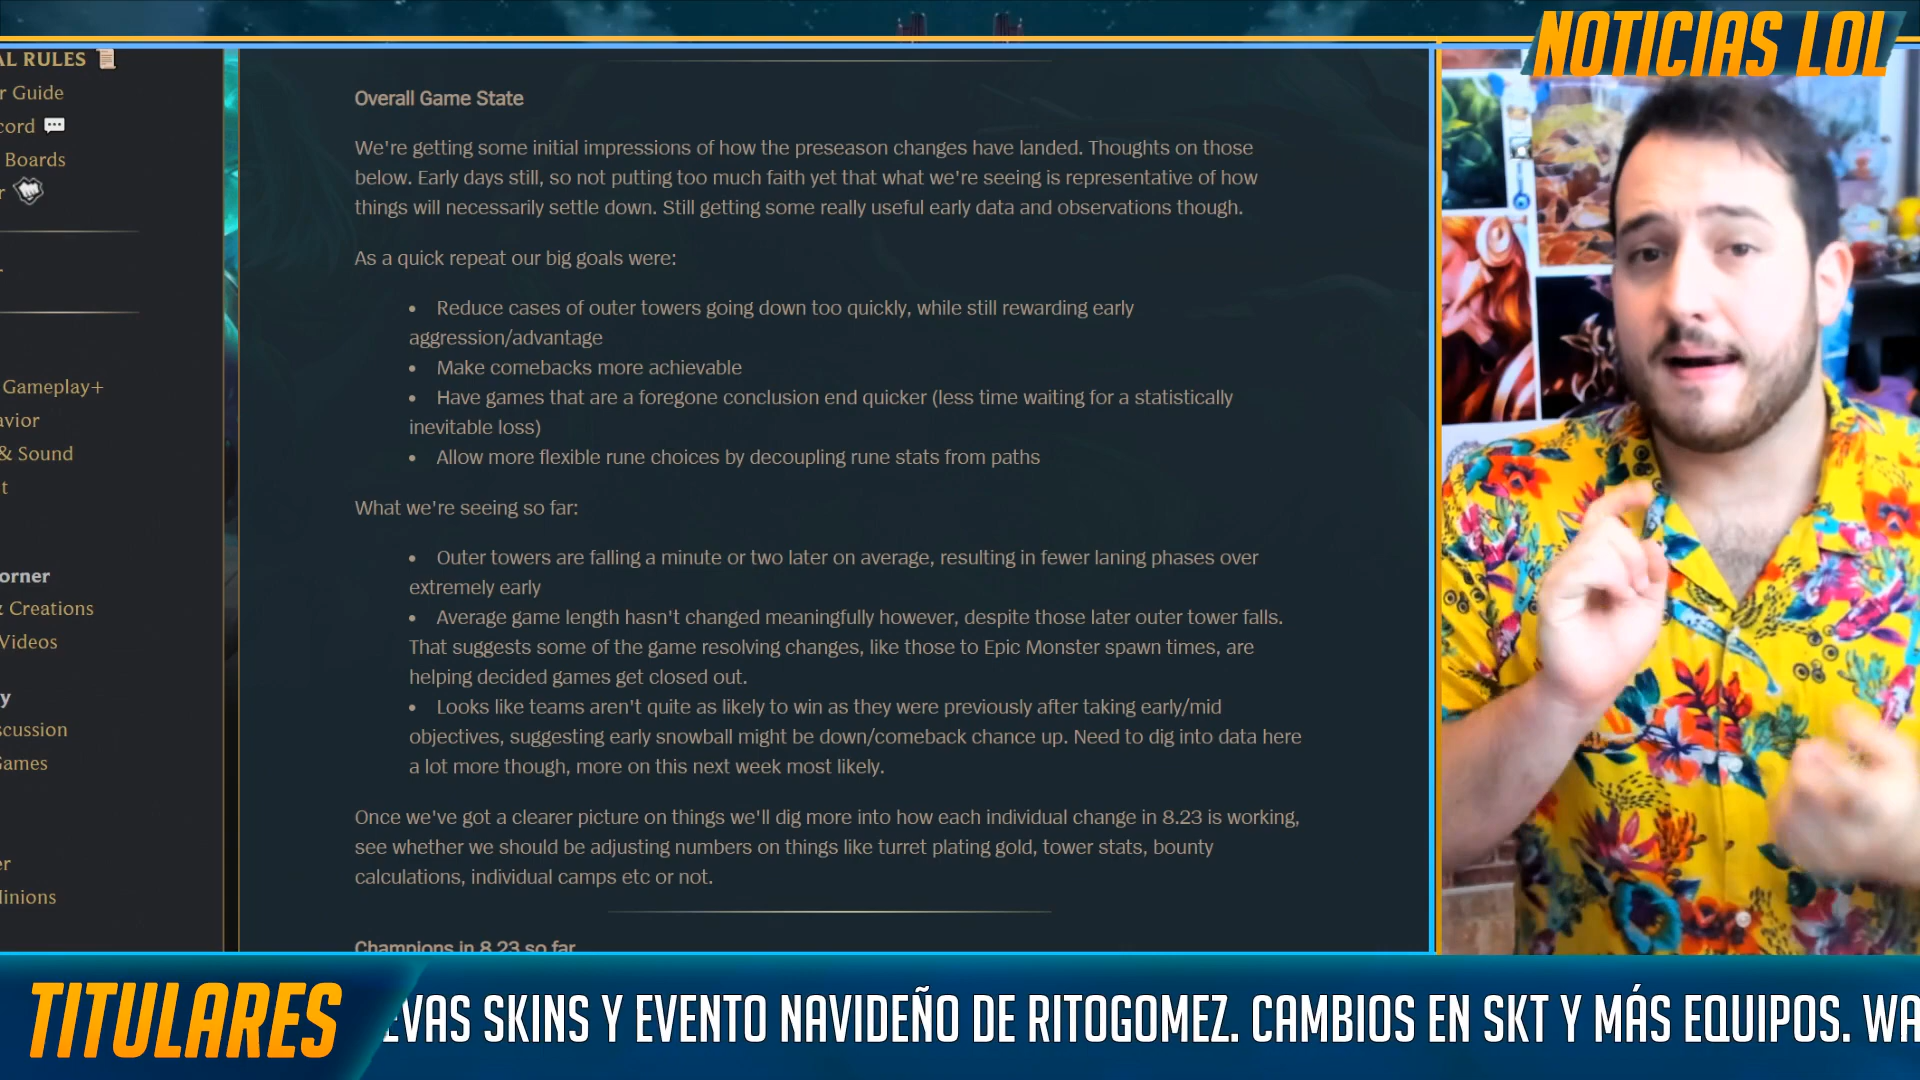 NOTICIAS LOL
AL RULES
r Guide
cord
Boards
r
Gameplay+
avior
& Sound
t
orner
& Creations
Videos
y
scussion
Games
er
Minions
Overall Game State
We're getting some initial impressions of how the preseason changes have landed. Thoughts on those
below. Early days still, so not putting too much faith yet that what we're seeing is representative of how
things will necessarily settle down. Still getting some really useful early data and observations though.
As a quick repeat our big goals were:
• Reduce cases of outer towers going down too quickly, while still rewarding early
aggression/advantage
• Make comebacks more achievable
• Have games that are a foregone conclusion end quicker (less time waiting for a statistically
inevitable loss)
• Allow more flexible rune choices by decoupling rune stats from paths
What we're seeing so far:
• Outer towers are falling a minute or two later on average, resulting in fewer laning phases over
extremely early
• Average game length hasn't changed meaningfully however, despite those later outer tower falls.
That suggests some of the game resolving changes, like those to Epic Monster spawn times, are
helping decided games get closed out.
• Looks like teams aren't quite as likely to win as they were previously after taking early/mid
objectives, suggesting early snowball might be down/comeback chance up. Need to dig into data here
a lot more though, more on this next week most likely.
Once we've got a clearer picture on things we'll dig more into how each individual change in 8.23 is working,
see whether we should be adjusting numbers on things like turret plating gold, tower stats, bounty
calculations, individual camps etc or not.
Champions in 8.23 so far
TITULARES
EVAS SKINS Y EVENTO NAVIDEÑO DE RITOGOMEZ. CAMBIOS EN SKT Y MÁS EQUIPOS. WA